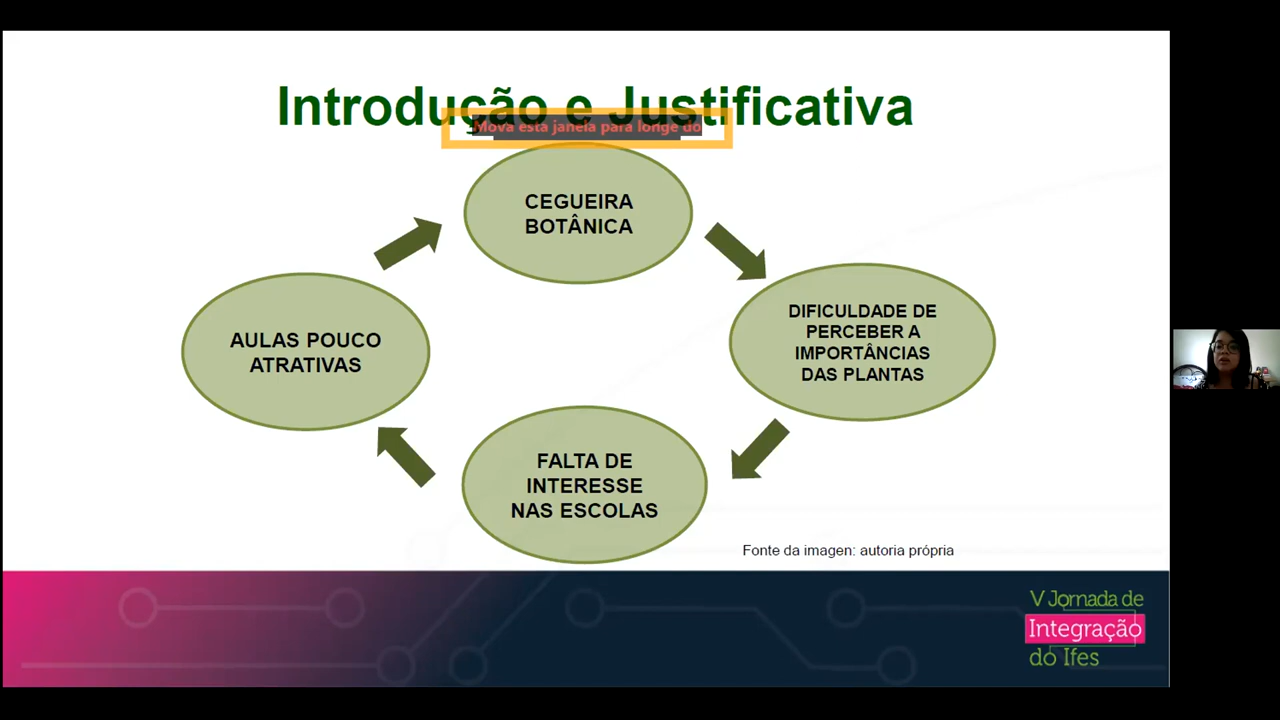 Introdução e Justificativa
Mova esta janela para longe do
CEGUEIRA
BOTÂNICA
DIFICULDADE DE
PERCEBER A
IMPORTÂNCIAS
DAS PLANTAS
AULAS POUCO
ATRATIVAS
FALTA DE
INTERESSE
NAS ESCOLAS
Fonte da imagem: autoria própria
V Jornada de
Integração
do Ifes